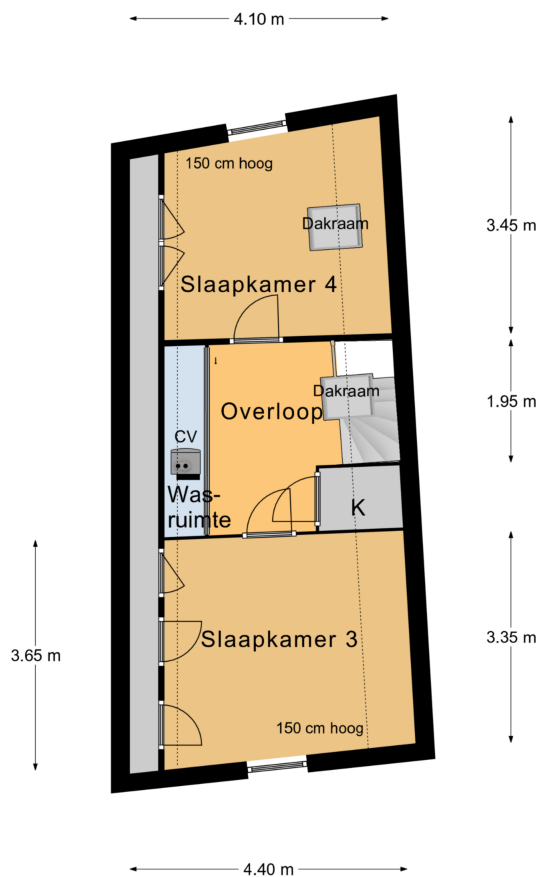 4.10 m
150 cm hoog
Dakraam
3.45 m
Slaapkamer 4
Dakraam
1.95 m
Overloop
CV
Was-
ruimte
K
3.65 m
Slaapkamer 3
3.35 m
150 cm hoog
4.40 m